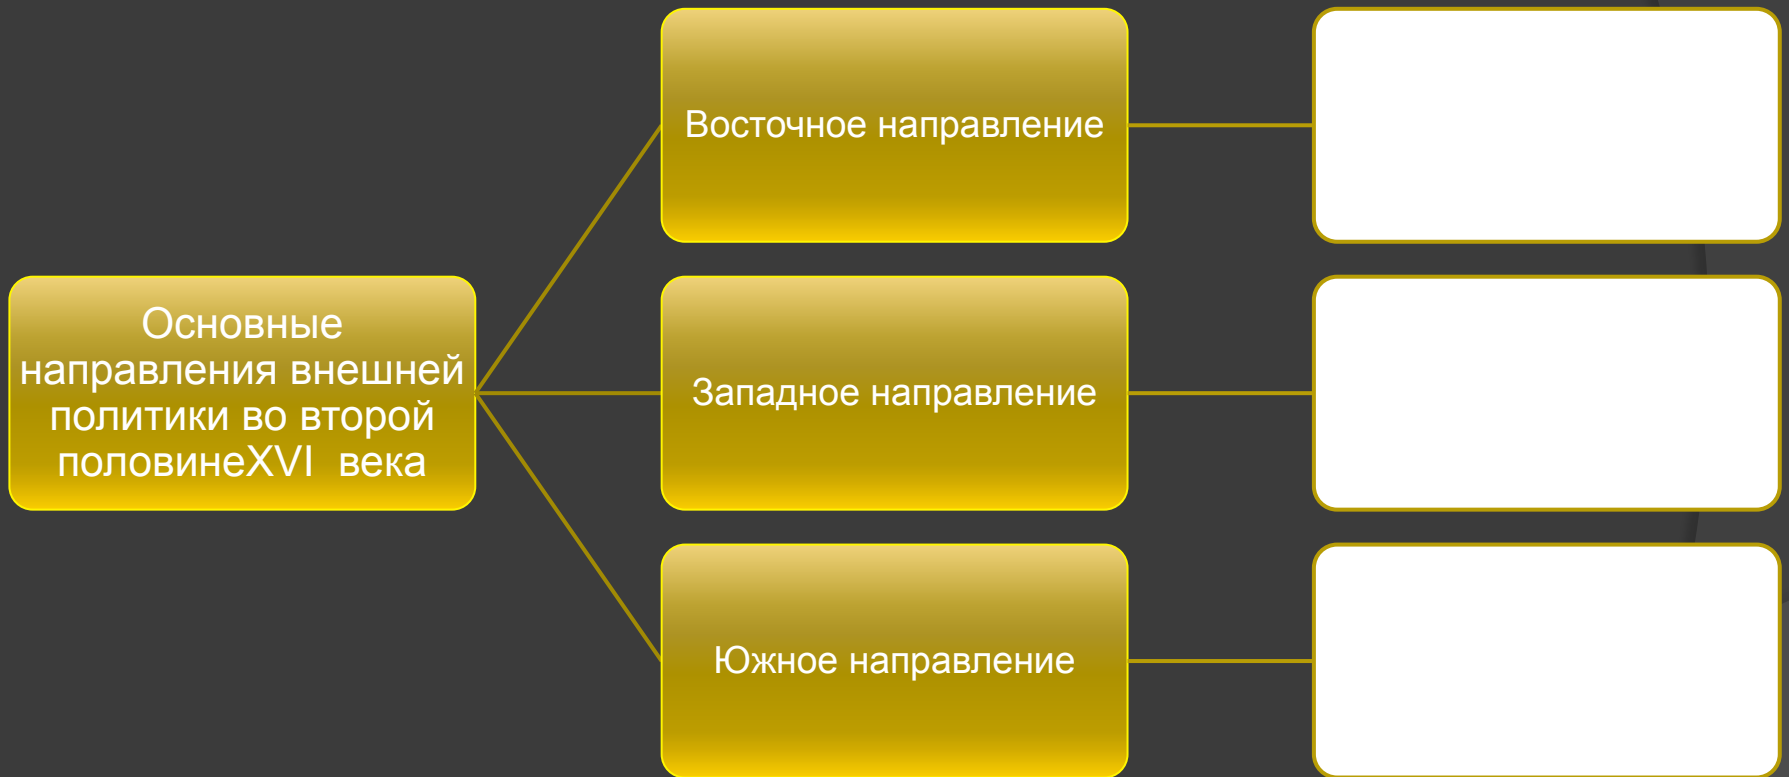 Основные
направления внешней
политики во второй
половинеXVI века
Восточное направление
Западное направление
Южное направление